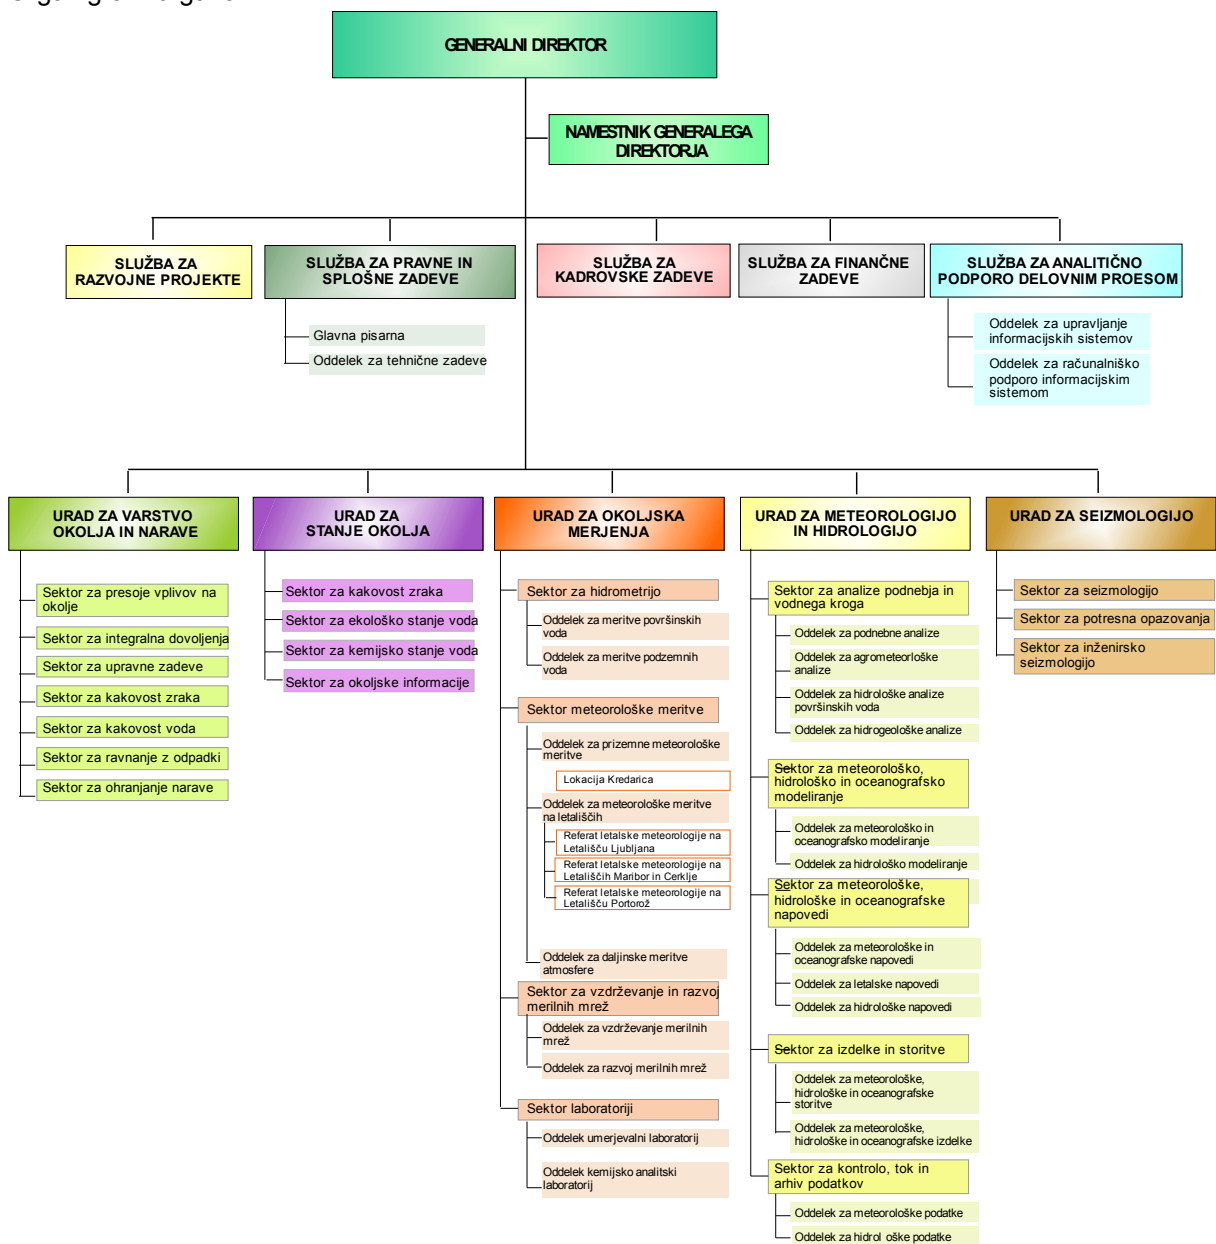 GENERALNI DIREKTOR
NAMESTNIK GENERALEGA
DIREKTORJA
SLUŽBA ZA
RAZVOJNE PROJEKTE
SLUŽBA ZA PRAVNE IN
SPLOŠNE ZADEVE
Glavna pisarna
Oddelek za tehnične zadeve
SLUŽBA ZA
KADROVSKE ZADEVE
SLUŽBA ZA FINANČNE
ZADEVE
SLUŽBA ZA ANALITIČNO
PODPORO DELOVNIM PROESOM
Oddelek za upravljanje
informacijskih sistemov
Oddelek za računalniško
podporo informacijskim
sistemom
URAD ZA VARSTVO
OKOLJA IN NARAVE
Sektor za presoje vplivov na
okolje
Sektor za integralna dovoljenja
Sektor za upravne zadeve
Sektor za kakovost zraka
Sektor za kakovost voda
Sektor za ravnanje z odpadki
Sektor za ohranjanje narave
URAD ZA
STANJE OKOLJA
Sektor za kakovost zraka
Sektor za ekološko stanje voda
Sektor za kemijsko stanje voda
Sektor za okoljske informacije
URAD ZA OKOLJSKA
MERJENJA
Sektor za hidrometrijo
Oddelek za meritve površinskih
voda
Oddelek za meritve podzemnih
voda
Sektor meteorološke meritve
Oddelek za prizemne meteorološke
meritve
Lokacija Kredarica
Oddelek za meteorološke meritve
na letališčih
Referat letalske meteorologije na
Letališču Ljubljana
Referat letalske meteorologije na
Letališčih Maribor in Cerklje
Referat letalske meteorologije na
Letališču Portorož
Oddelek za daljinske meritve
atmosfere
Sektor za vzdrževanje in razvoj
merilnih mrež
Oddelek za vzdrževanje merilnih
mrež
Oddelek za razvoj merilnih mrež
Sektor laboratoriji
Oddelek umerjevalni laboratorij
Oddelek kemijsko analitski
laboratorij
URAD ZA METEOROLOGIJO
IN HIDROLOGIJO
Sektor za analize podnebja in
vodnega kroga
Oddelek za podnebne analize
Oddelek za agrometeorloške
analize
Oddelek za hidrološke analize
površinskih voda
Oddelek za hidrogeološke analize
Sektor za meteorološko,
hidrološko in oceanografsko
modeliranje
Oddelek za meteorološko in
oceanografsko modeliranje
Oddelek za hidrološko modeliranje
Sektor za meteorološke,
hidrološke in oceanografske
napovedi
Oddelek za meteorološke in
oceanografske napovedi
Oddelek za letalske napovedi
Oddelek za hidrološke napovedi
Sektor za izdelke in storitve
Oddelek za meteorološke,
hidrološke in oceanografske
storitve
Oddelek za meteorološke,
hidrološke in oceanografske izdelke
Sektor za kontrolo, tok in
arhiv podatkov
Oddelek za meteorološke podatke
Oddelek za hidrol oške podatke
URAD ZA SEIZMOLOGIJO
Sektor za seizmologijo
Sektor za potresna opazovanja
Sektor za inženirsko
seizmologijo